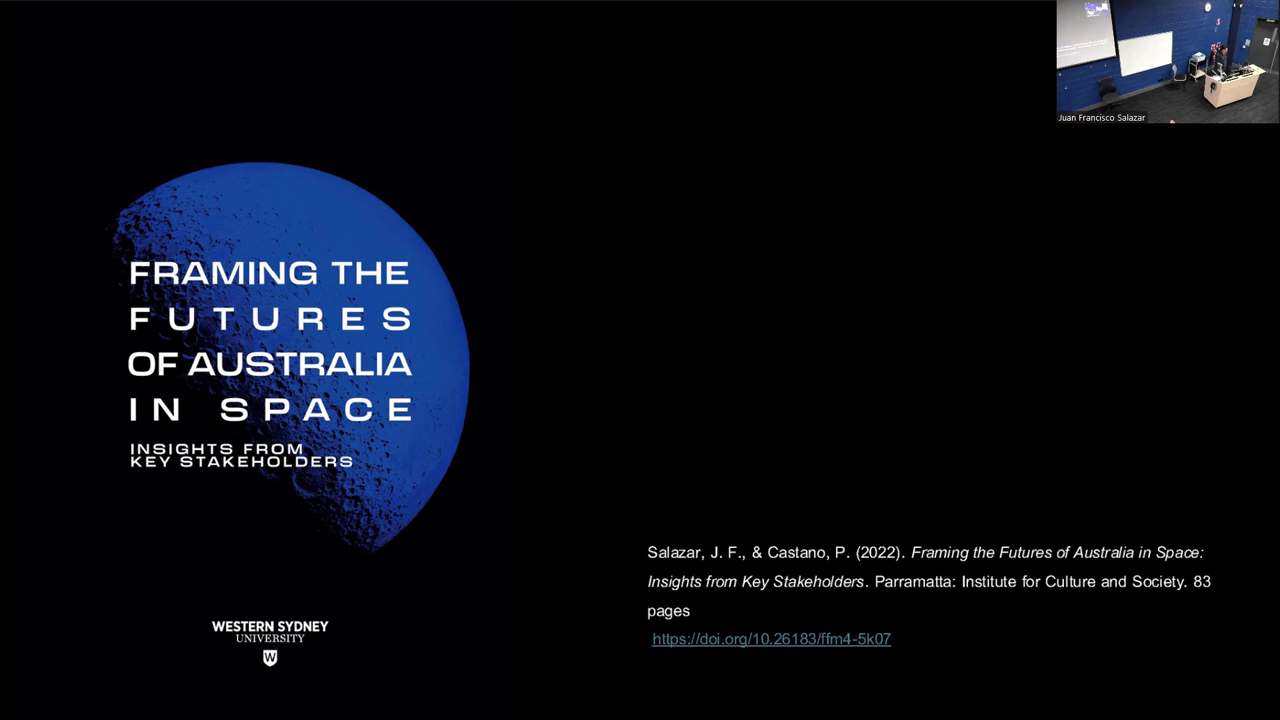 FRAMING THE
FUTURES
OF AUSTRALIA
IN SPACE
INSIGHTS FROM
KEY STAKEHOLDERS
WESTERN SYDNEY
UNIVERSITY
W
Salazar, J. F., & Castano, P. (2022). Framing the Futures of Australia in Space:
Insights from Key Stakeholders. Parramatta: Institute for Culture and Society. 83
pages
https://doi.org/10.26183/ffm4-5k07
Juan Francisco Salazar